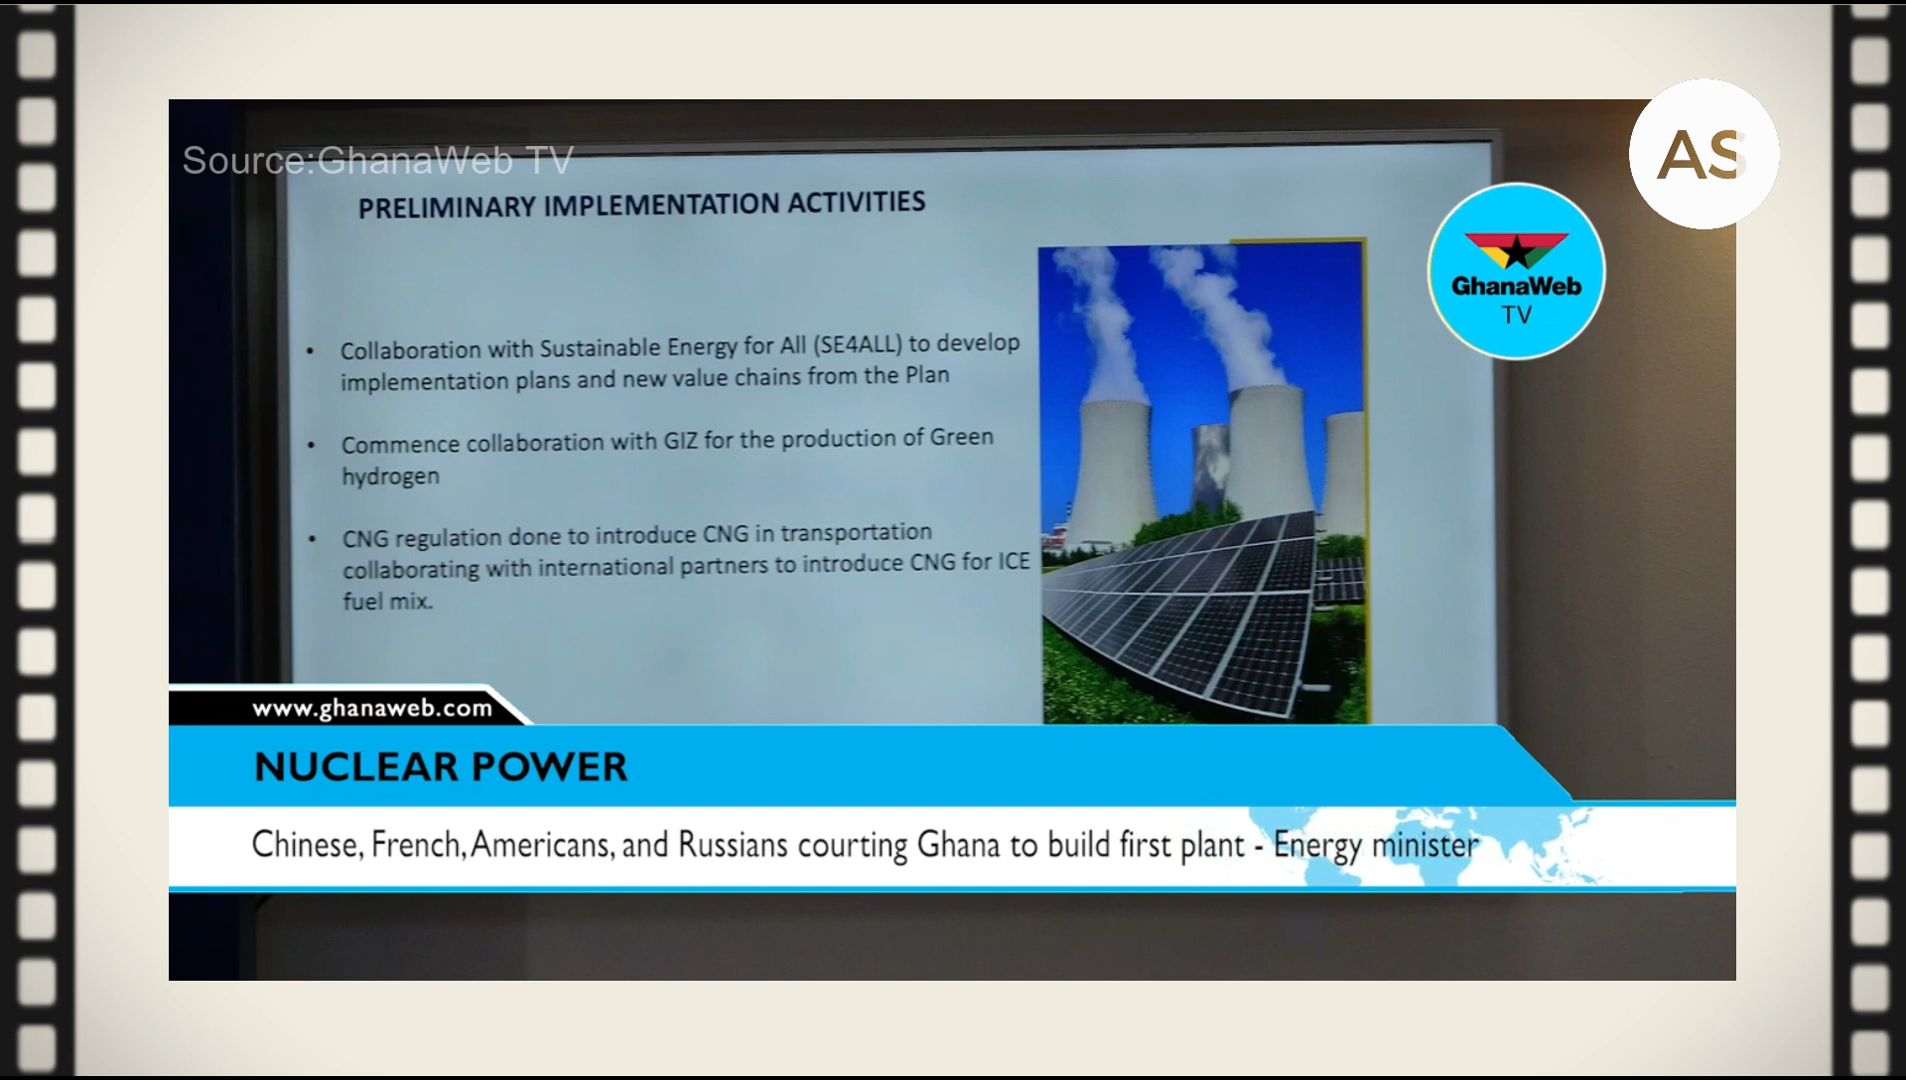 Source:GhanaWeb TV
AS
PRELIMINARY IMPLEMENTATION ACTIVITIES
GhanaWeb
TV
• Collaboration with Sustainable Energy for All (SE4ALL) to develop
implementation plans and new value chains from the Plan
• Commence collaboration with GIZ for the production of Green
hydrogen
• CNG regulation done to introduce CNG in transportation
collaborating with international partners to introduce CNG for ICE
fuel mix.
www.ghanaweb.com
NUCLEAR POWER
Chinese, French, Americans, and Russians courting Ghana to build first plant - Energy minister